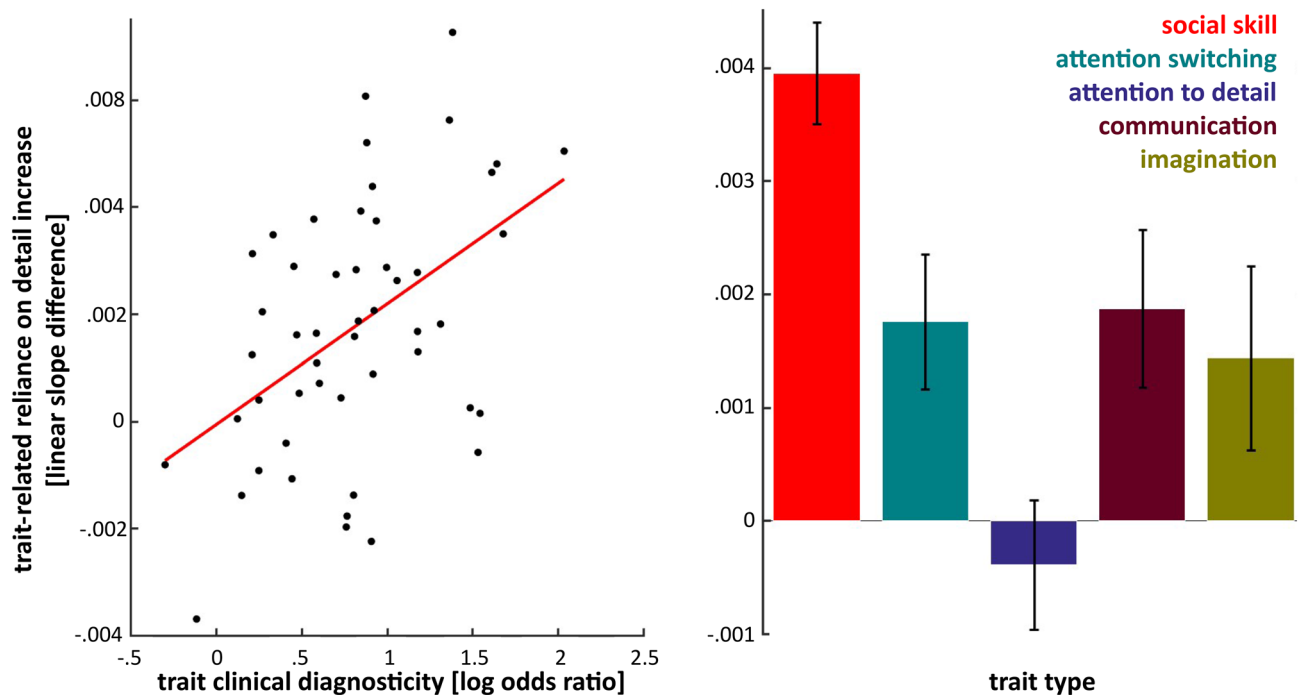 trait-related reliance on detail increase
[linear slope difference]
.008
.004
.002
0
-.002
-.004
-.5
0
.5
1
1.5
2
2.5
trait clinical diagnosticity [log odds ratio]
.004
.003
.002
.001
0
-.001
social skill
attention switching
attention to detail
communication
imagination
trait type